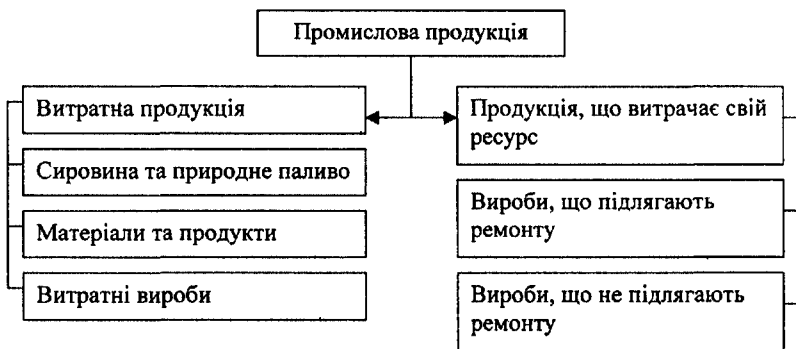 Промислова продукція
Витратна продукція
Сировина та природне паливо
Матеріали та продукти
Витратні вироби
Продукція, що витрачає свій
ресурс
Вироби, що підлягають
ремонту
Вироби, що не підлягають
ремонту